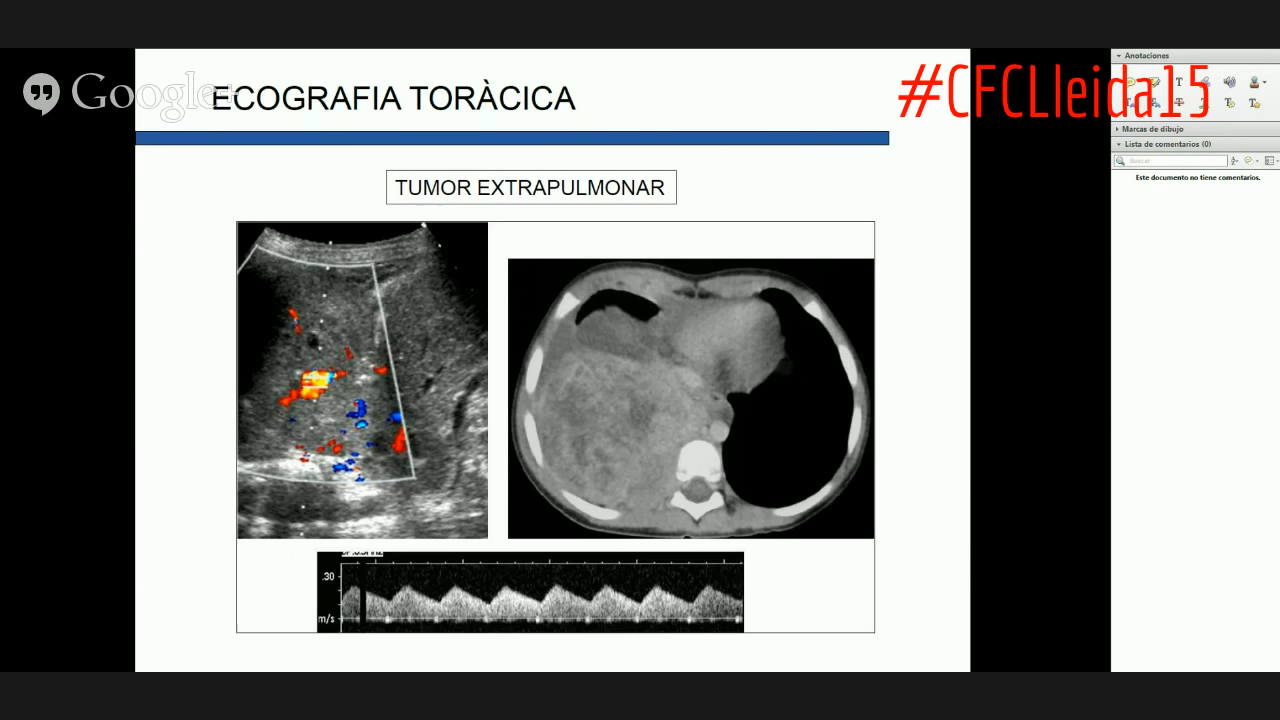 Google+
ECOGRAFIA TORÀCICA
#CFCLleida15
TUMOR EXTRAPULMONAR
.30
m/s
Anotaciones
Marcas de dibujo
Lista de comentarios (0)
Buscar
Este documento no tiene comentarios.